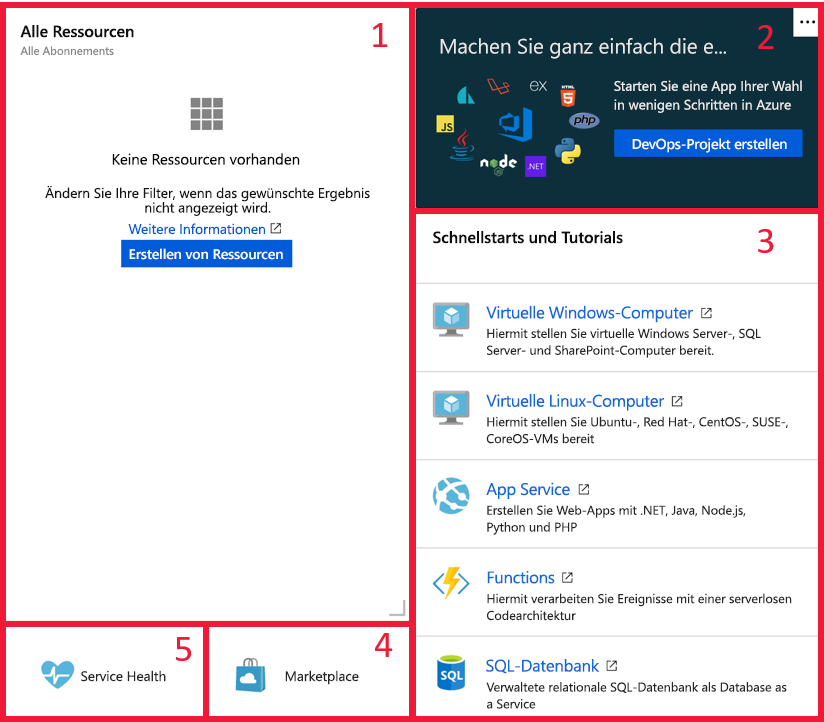 Alle Ressourcen
1
Alle Abonnements
Keine Ressourcen vorhanden
Ändern Sie Ihre Filter, wenn das gewünschte Ergebnis
nicht angezeigt wird.
Weitere Informationen
Erstellen von Ressourcen
...
2
Machen Sie ganz einfach die e...
EX
HTML
5
JS
php
Java
node
.NET
Starten Sie eine App Ihrer Wahl
in wenigen Schritten in Azure
DevOps-Projekt erstellen
Schnellstarts und Tutorials
3
Virtuelle Windows-Computer
Hiermit stellen Sie virtuelle Windows Server-, SQL
Server- und SharePoint-Computer bereit.
Virtuelle Linux-Computer
Hiermit stellen Sie Ubuntu-, Red Hat-, CentOS-, SUSE-,
CoreOS-VMs bereit
App Service
Erstellen Sie Web-Apps mit .NET, Java, Node.js,
Python und PHP
Functions
Hiermit verarbeiten Sie Ereignisse mit einer serverlosen
Codearchitektur
SQL
SQL-Datenbank
Verwaltete relationale SQL-Datenbank als Database as
a Service
5
Service Health
4
Marketplace